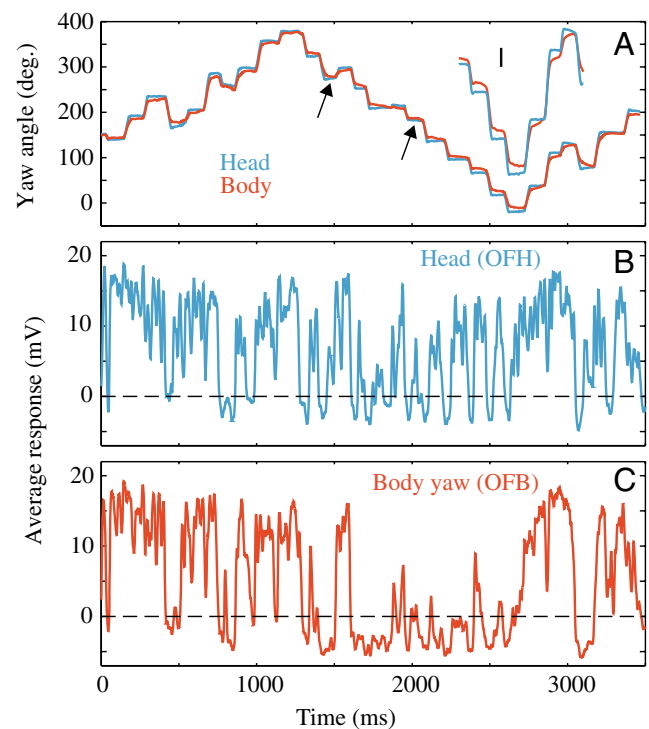 A
400
300
200
100
0
Yaw angle (deg.)
Head
Body
B
Head (OFH)
20
10
0
Average response (mV)
C
Body yaw (OFB)
20
10
0
0 1000 2000 3000
Time (ms)